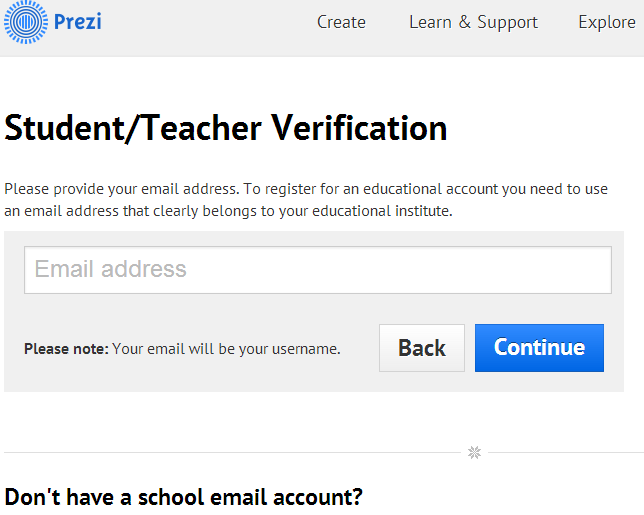 Prezi Create Learn & Support Explore
Student/Teacher Verification
Please provide your email address. To register for an educational account you need to use
an email address that clearly belongs to your educational institute.
Email address
Please note: Your email will be your username. Back Continue
Don't have a school email account?